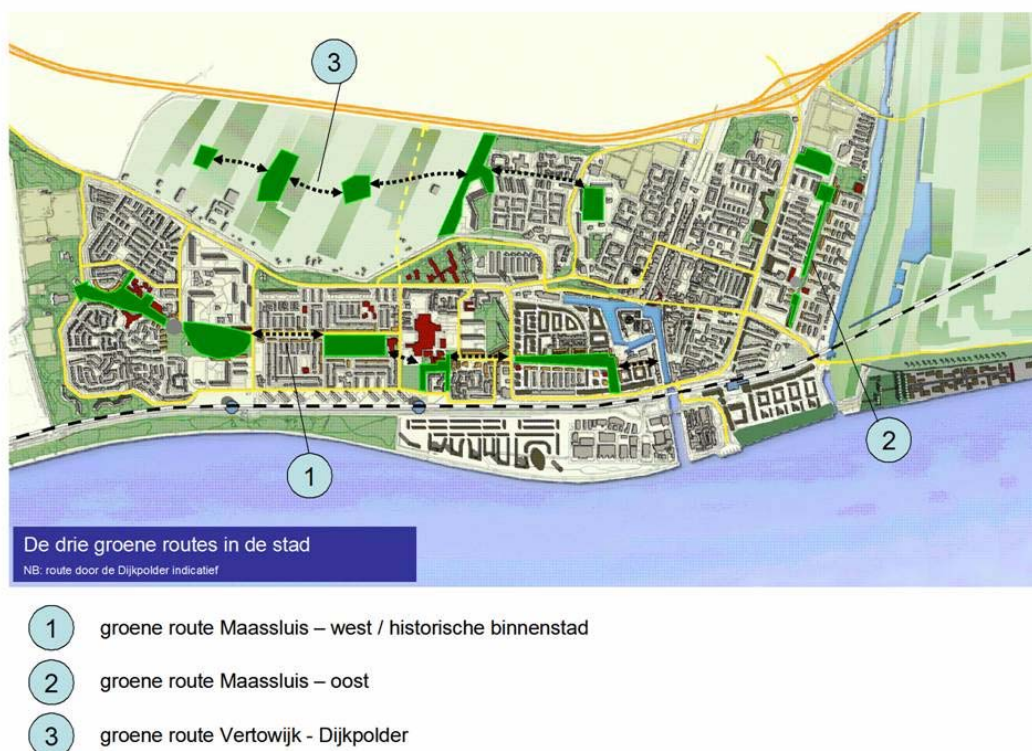 3
1
2
De drie groene routes in de stad
NB: route door de Dijkpolder indicatief
1 groene route Maassluis – west / historische binnenstad
2 groene route Maassluis – oost
3 groene route Vertowijk - Dijkpolder